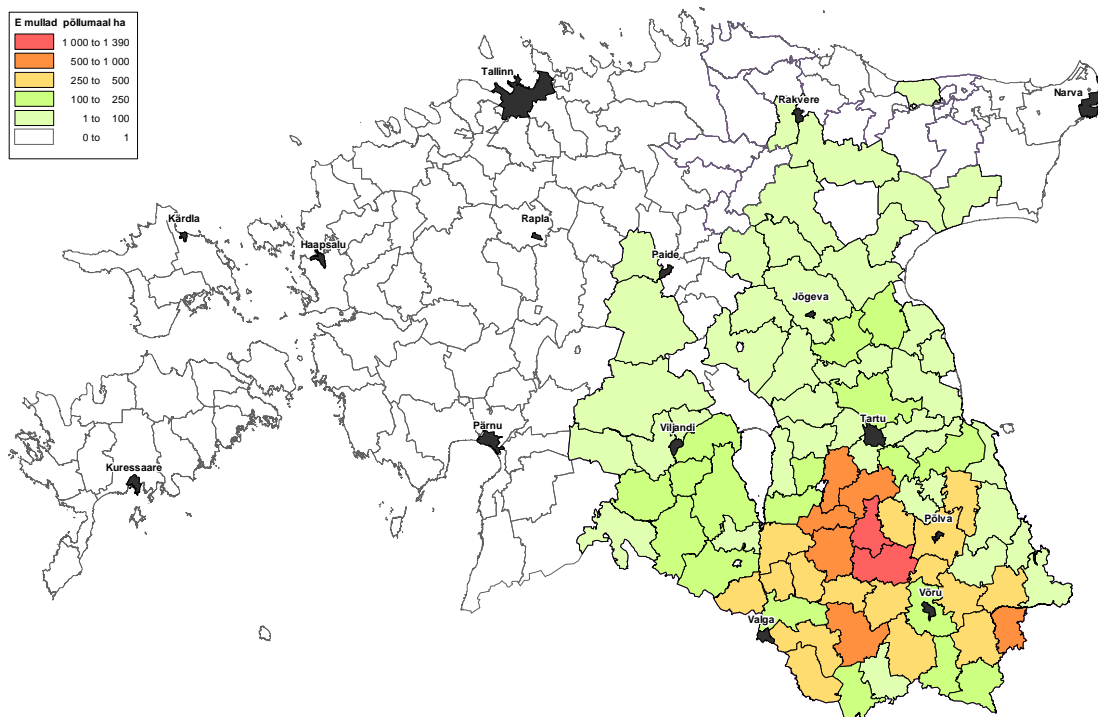 E mullad põllumaal ha
1 000 to 1 390
500 to 1 000
250 to 500
100 to 250
1 to 100
0 to 1
Tallinn
Narva
Rakvere
Kärdla
Rapla
Haapsalu
Paide
Jõgeva
Tartu
Pärnu
Viljandi
Kuressaare
Põlva
Võru
Valga